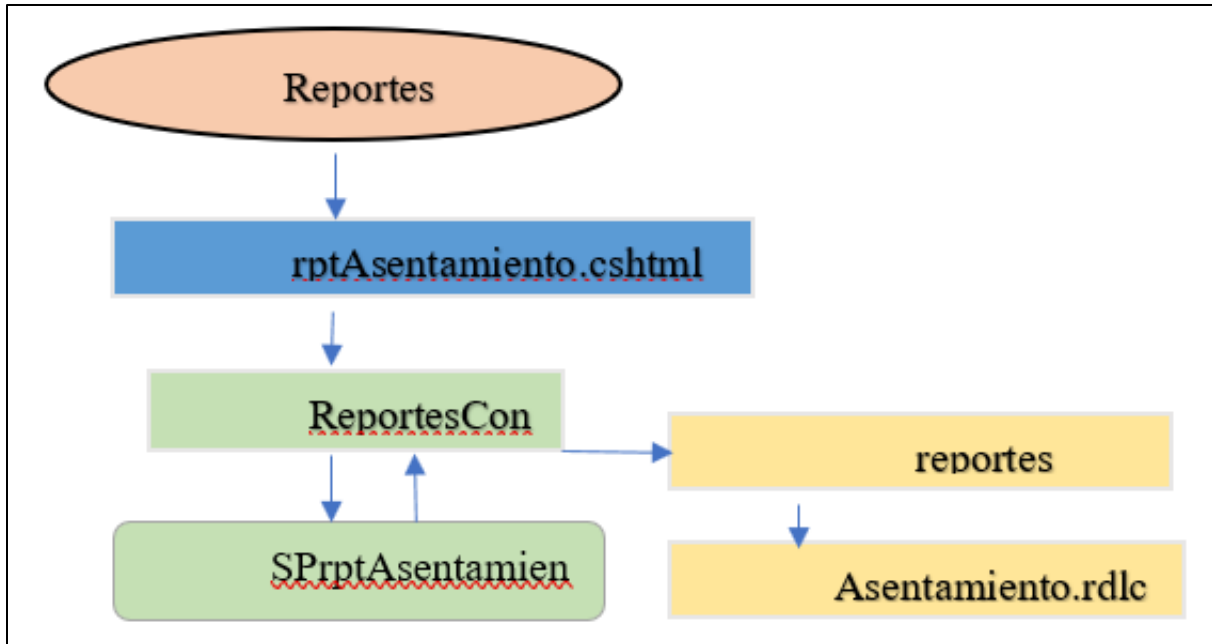 Reportes
rptAsentamiento.cshtml
ReportesCon
reportes
SPrptAsentamien
Asentamiento.rdlc